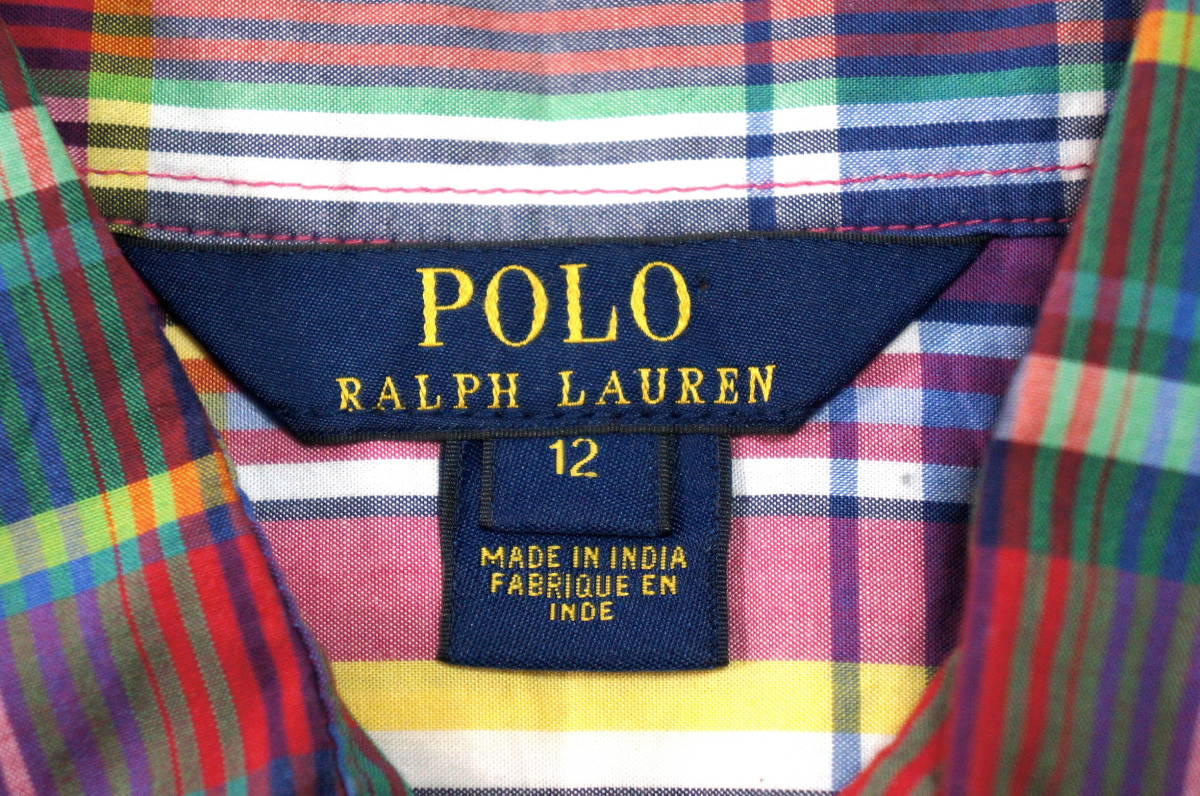 POLO
RALPH LAUREN
12
MADE IN INDIA
FABRIQUE EN
INDE